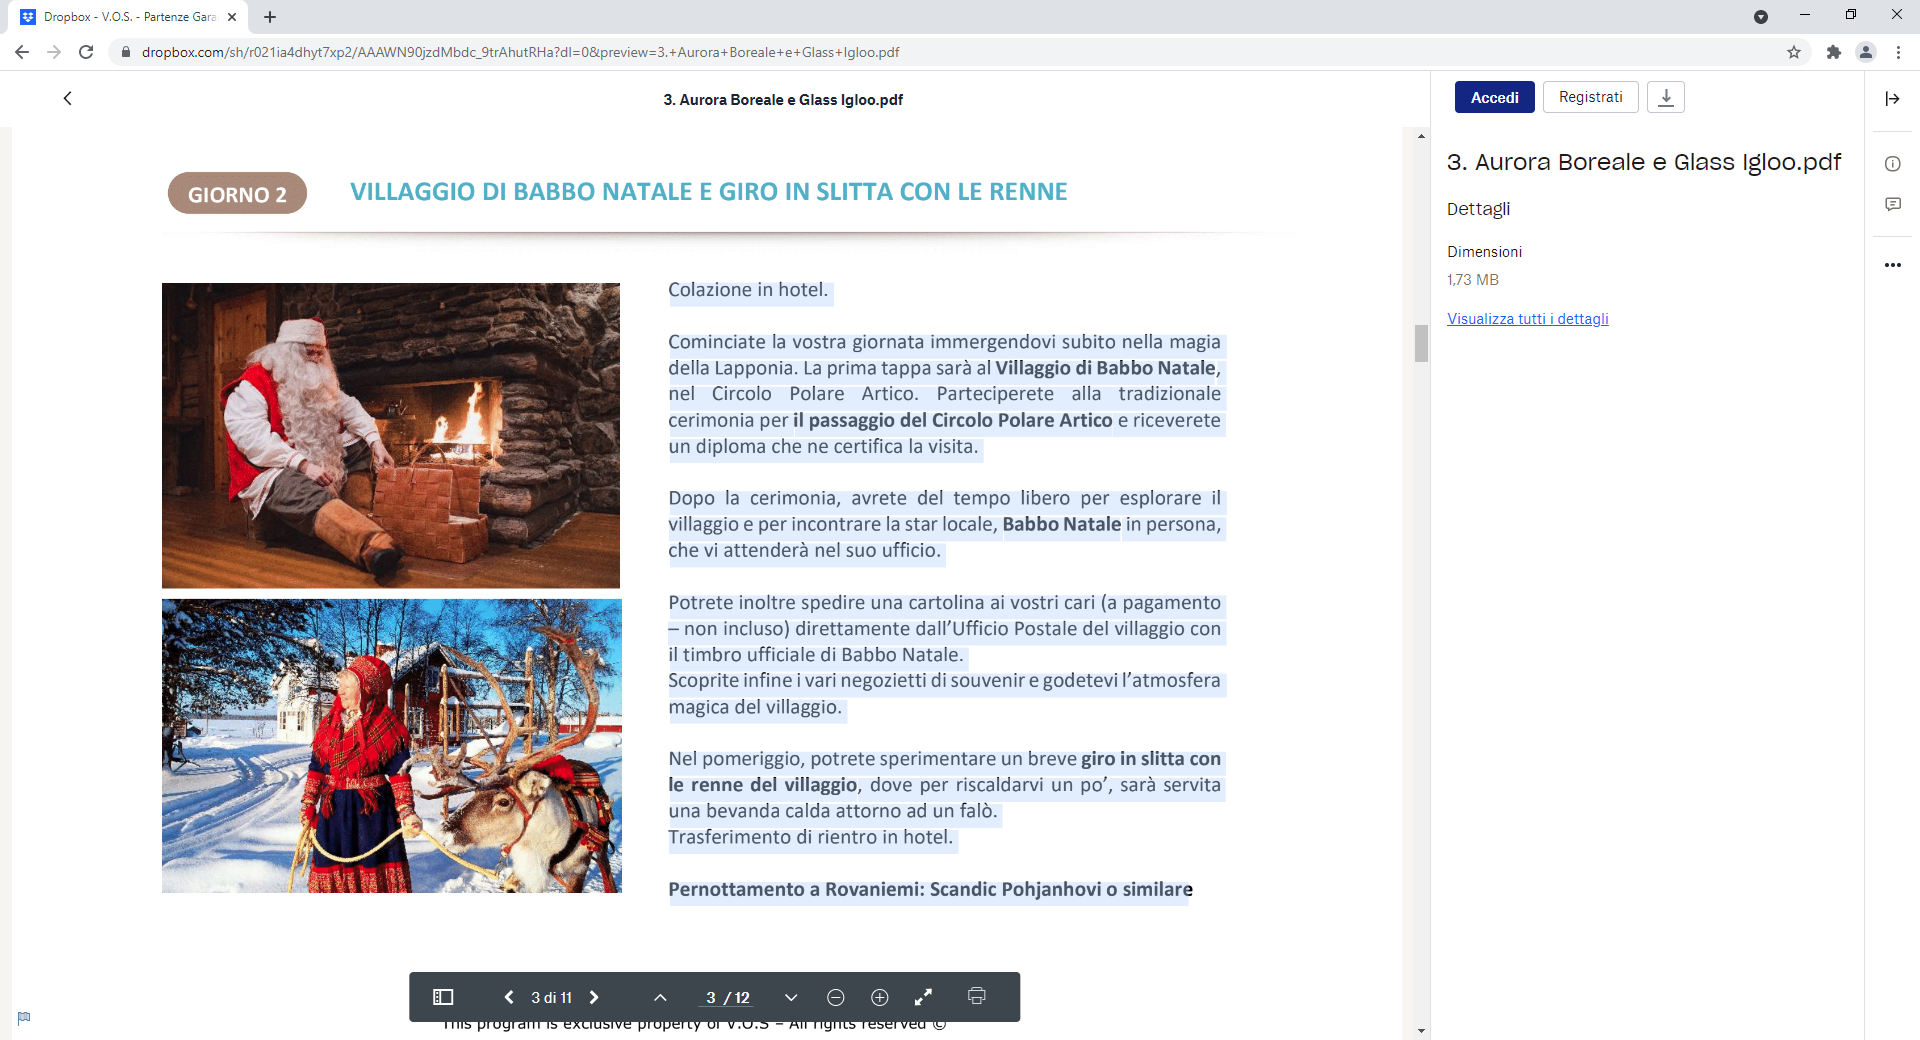 Dropbox - V.O.S. - Partenze Gara
dropbox.com/sh/r021ia4dhyt7xp2/AAAWN90jzdMbdc_9trAhutRHa?dl=0&preview=3.+Aurora+Boreale+e+Glass+Igloo.pdf
3. Aurora Boreale e Glass Igloo.pdf
Accedi
Registrati
3. Aurora Boreale e Glass Igloo.pdf
Dettagli
Dimensioni
1,73 MB
Visualizza tutti i dettagli
GIORNO 2
VILLAGGIO DI BABBO NATALE E GIRO IN SLITTA CON LE RENNE
Colazione in hotel.
Cominciate la vostra giornata immergendovi subito nella magia
della Lapponia. La prima tappa sarà al Villaggio di Babbo Natale,
nel Circolo Polare Artico. Parteciperete alla tradizionale
cerimonia per il passaggio del Circolo Polare Artico e riceverete
un diploma che ne certifica la visita.
Dopo la cerimonia, avrete del tempo libero per esplorare il
villaggio e per incontrare la star locale, Babbo Natale in persona,
che vi attenderà nel suo ufficio.
Potrete inoltre spedire una cartolina ai vostri cari (a pagamento
– non incluso) direttamente dall’Ufficio Postale del villaggio con
il timbro ufficiale di Babbo Natale.
Scoprite infine i vari negozietti di souvenir e godetevi l’atmosfera
magica del villaggio.
Nel pomeriggio, potrete sperimentare un breve giro in slitta con
le renne del villaggio, dove per riscaldarvi un po’, sarà servita
una bevanda calda attorno ad un falò.
Trasferimento di rientro in hotel.
Pernottamento a Rovaniemi: Scandic Pohjanhovi o similare
3 di 11
3 / 12
This program is exclusive property of V.O.S – All rights reserved ©